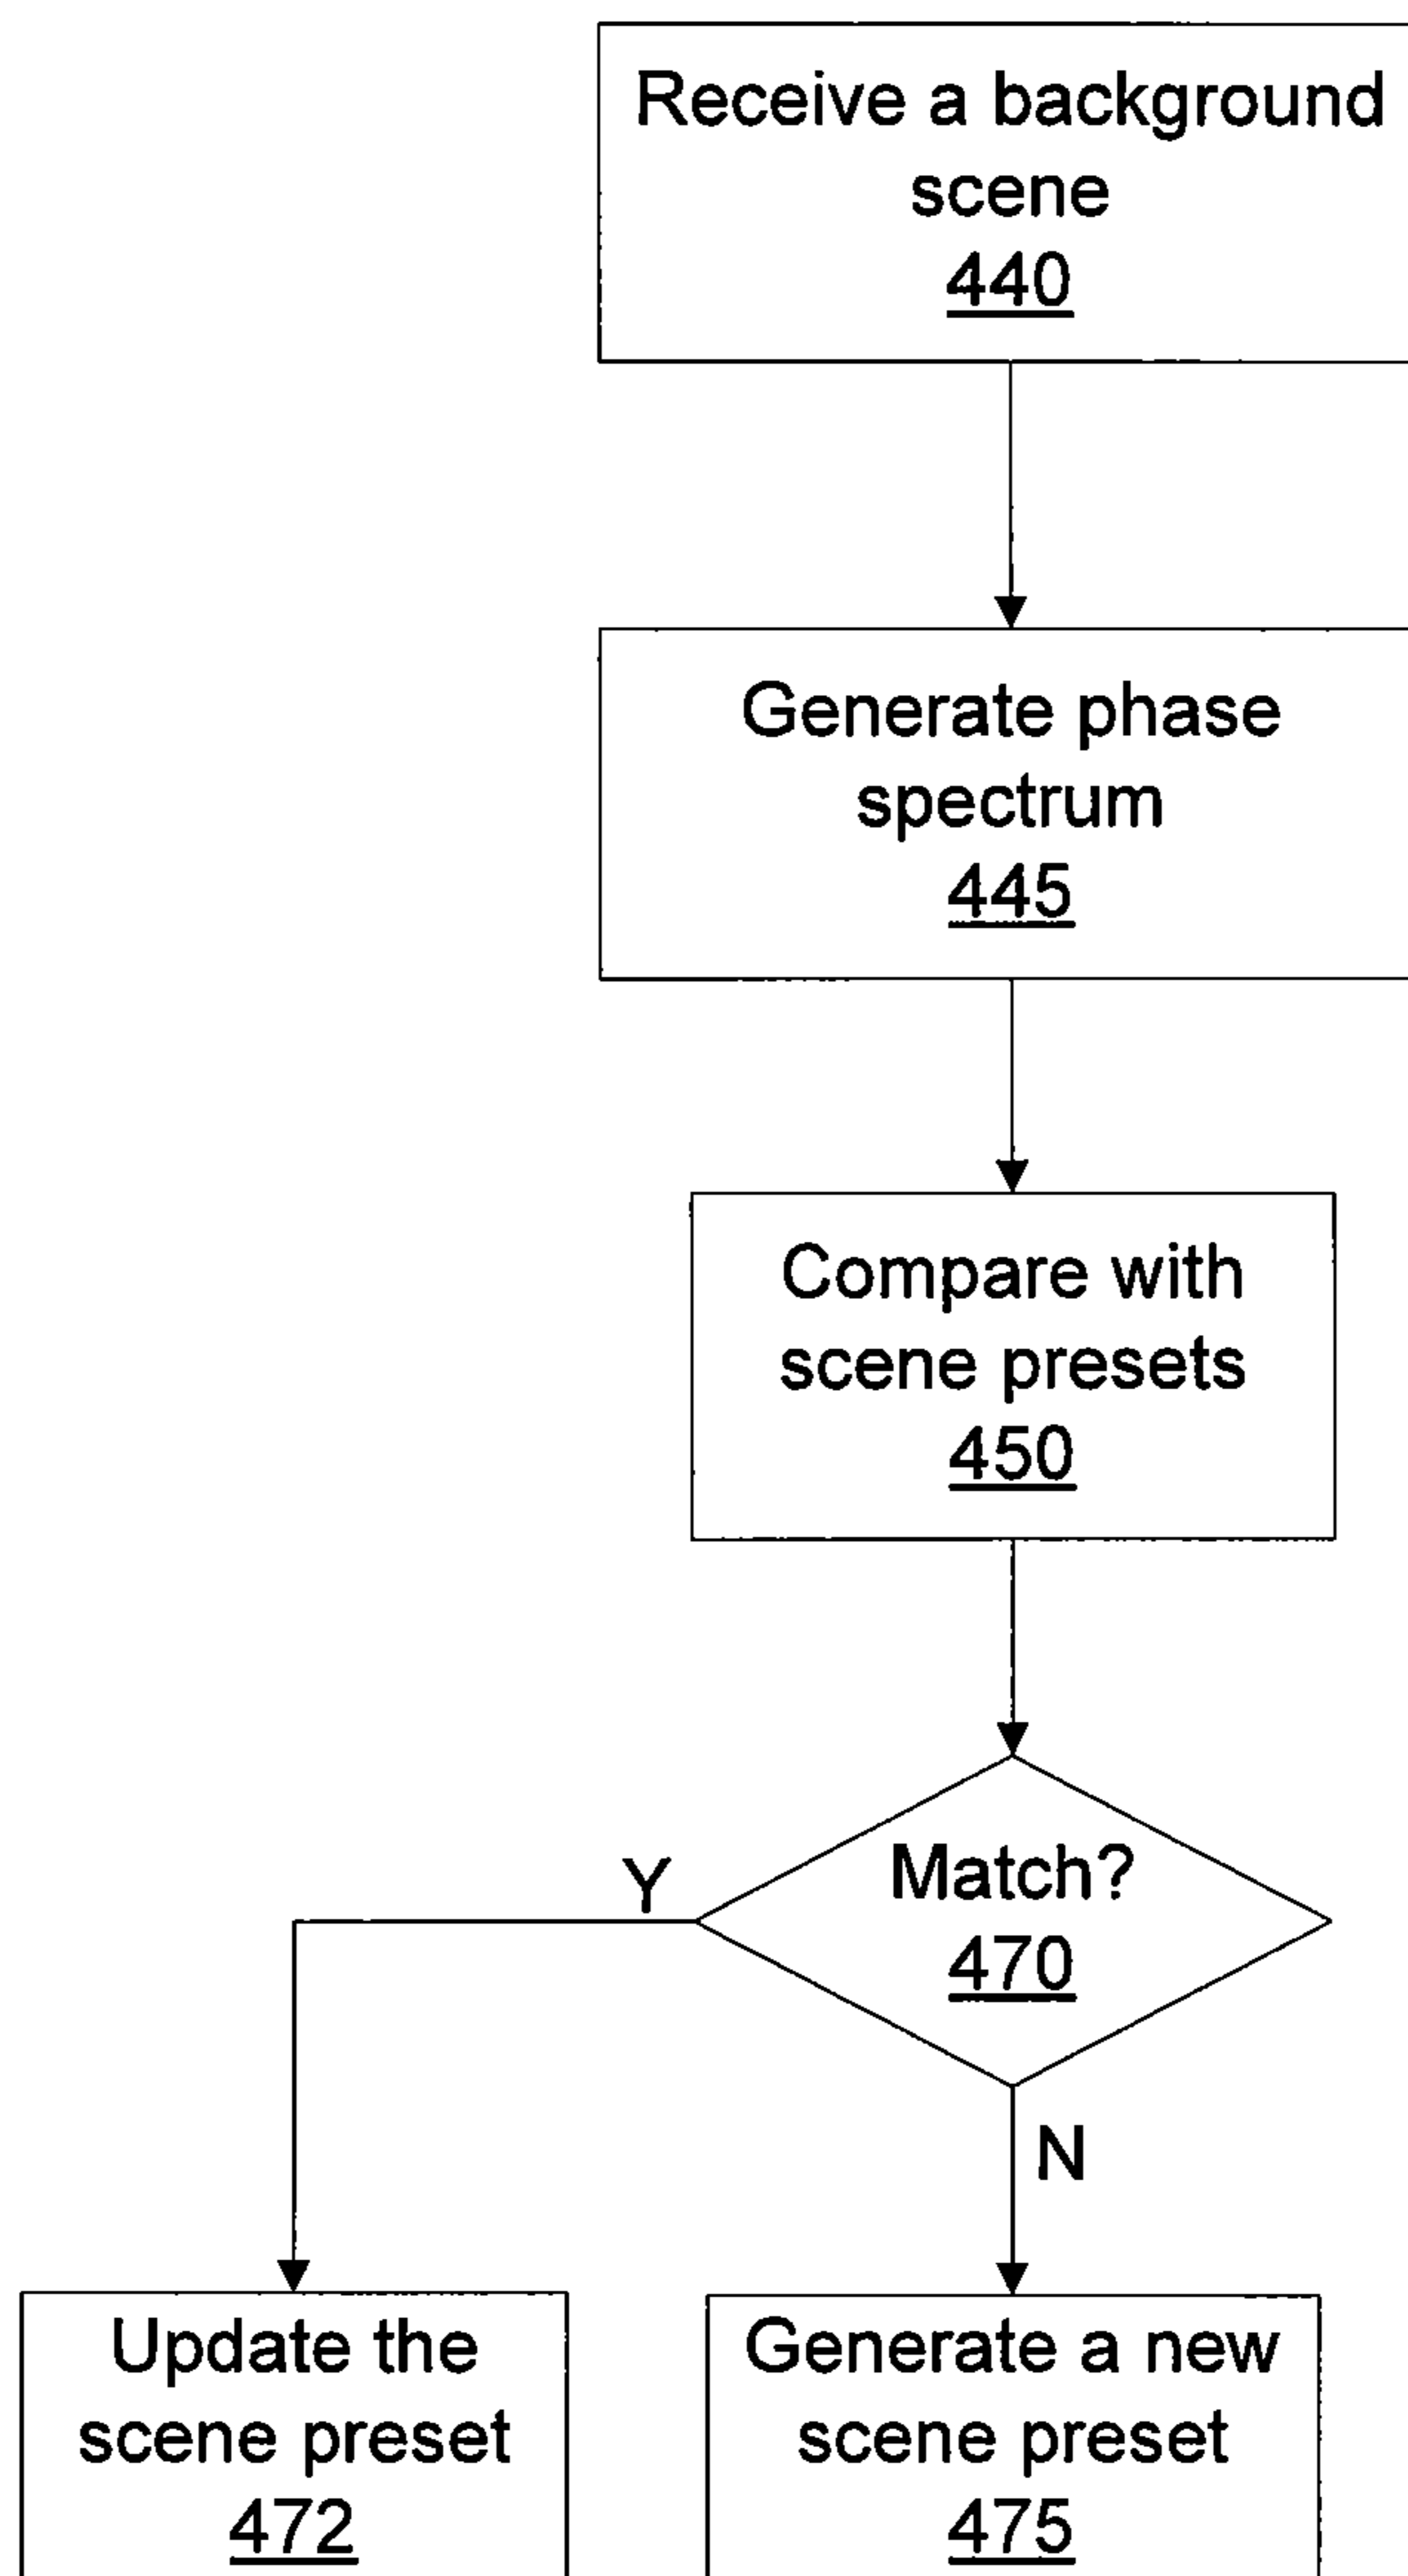 Receive a background
scene
440
Generate phase
spectrum
445
Compare with
scene presets
450
Match?
470
Y
N
Update the
scene preset
472
Generate a new
scene preset
475